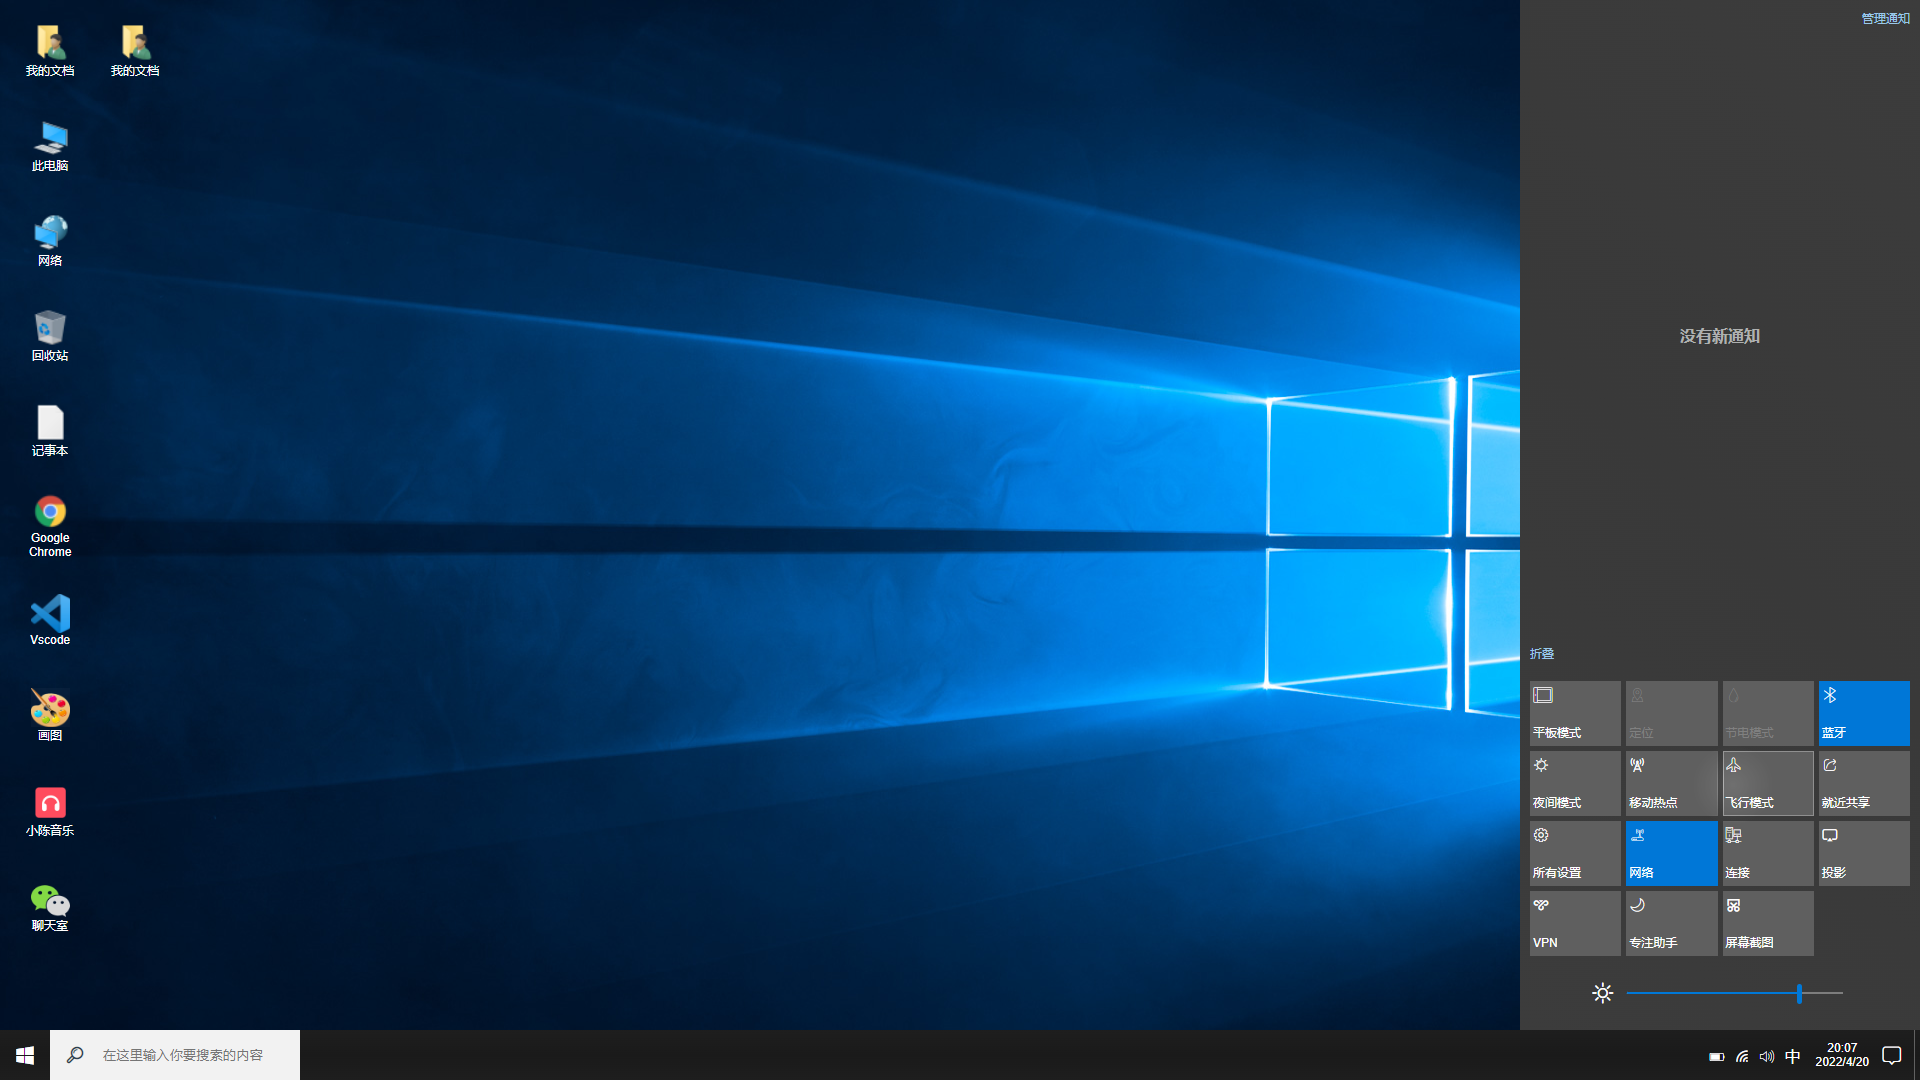 我的文档
我的文档
此电脑
网络
回收站
记事本
Google
Chrome
Vscode
画图
小陈音乐
聊天室
管理通知
没有新通知
折叠
平板模式
定位
节电模式
蓝牙
夜间模式
移动热点
飞行模式
就近共享
所有设置
网络
连接
投影
VPN
专注助手
屏幕截图
在这里输入你要搜索的内容
中
20:07
2022/4/20